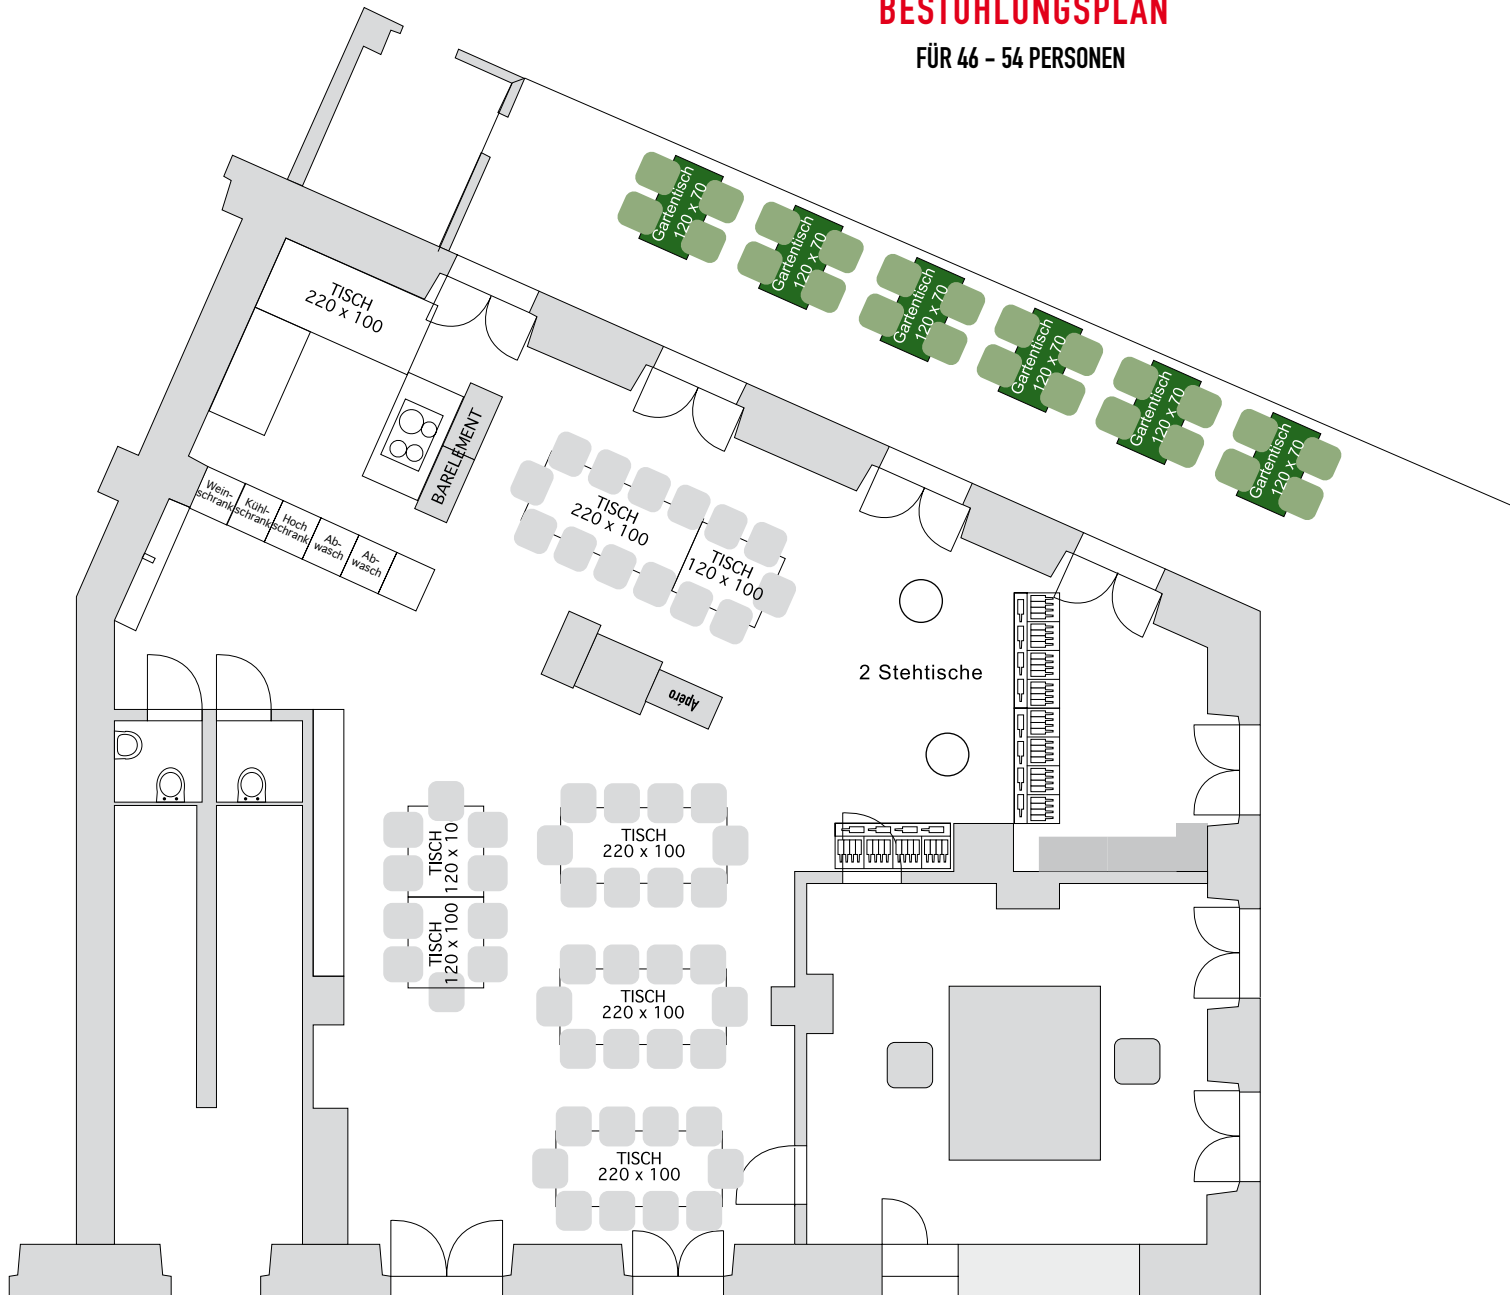 BESTUHLUNGSPLAN
FÜR 46 – 54 PERSONEN
Gartentisch
120 x 70
Gartentisch
120 x 70
Gartentisch
120 x 70
Gartentisch
120 x 70
Gartentisch
120 x 70
Gartentisch
120 x 70
TISCH
220 x 100
BARELEMENT
Wein-
schrank
Kühl-
schrank
Hoch
schrank
Ab-
wasch
Ab-
wasch
TISCH
220 x 100
TISCH
120 x 100
2 Stehtische
Apéro
TISCH
120 x 10
TISCH
120 x 100
TISCH
220 x 100
TISCH
220 x 100
TISCH
220 x 100